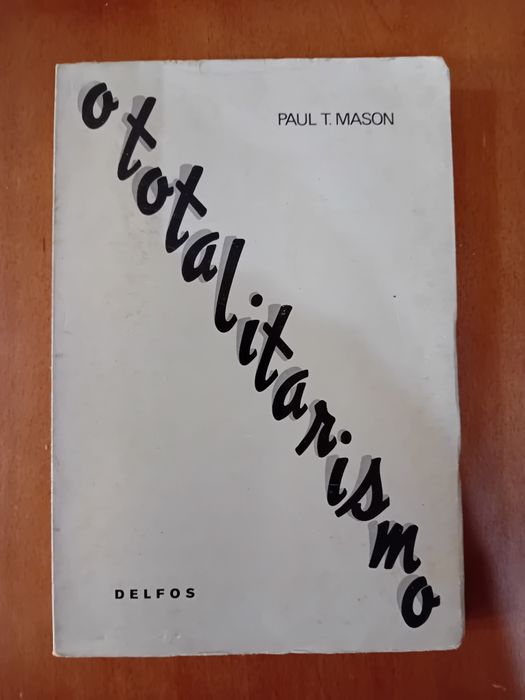 PAUL T. MASON
o totalitarismo
DELFOS